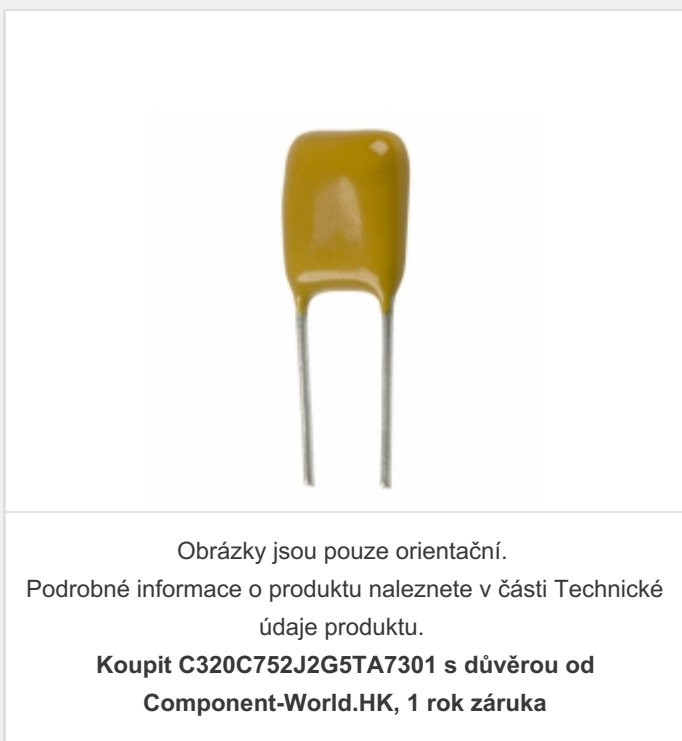 Obrázky jsou pouze orientační.
Podrobné informace o produktu naleznete v části Technické
údaje produktu.
Koupit C320C752J2G5TA7301 s důvěrou od
Component-World.HK, 1 rok záruka